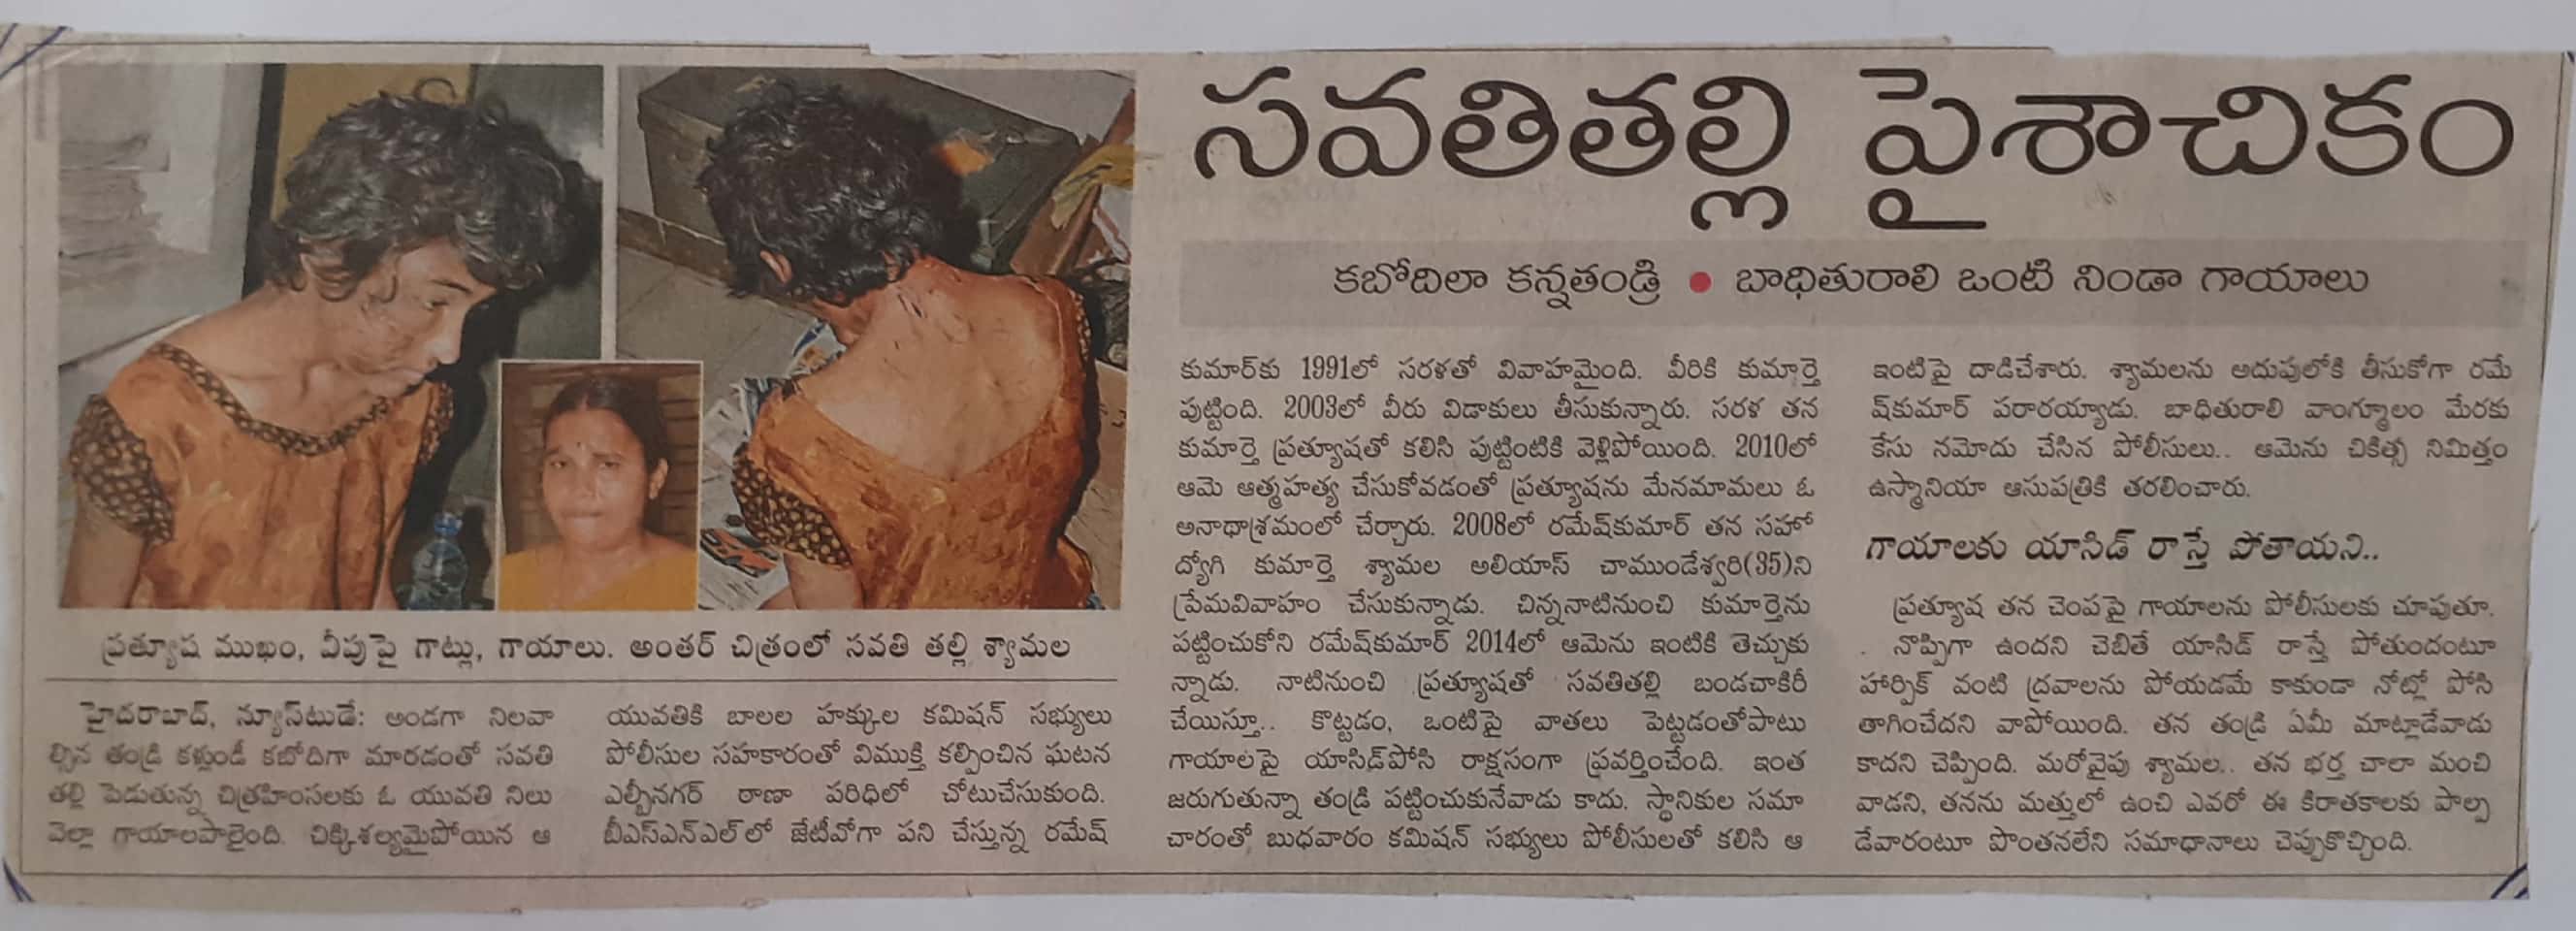 సవతితల్లి పైశాచికం
కబోదిలా కన్నతండ్రి ● బాధితురాలి ఒంటి నిండా గాయాలు
ప్రత్యూష ముఖం, వీపుపై గాట్లు, గాయాలు. అంతర్ చిత్రంలో సవతి తల్లి శ్యామల
హైదరాబాద్, న్యూస్‌టుడే: అండగా నిలవా
ల్సిన తండ్రి కళ్లుండీ కబోదిగా మారడంతో సవతి
తల్లి పెడుతున్న చిత్రహింసలకు ఓ యువతి నిలు
వెల్లా గాయాలపాలైంది. చిక్కిశల్యమైపోయిన ఆ
యువతికి బాలల హక్కుల కమిషన్ సభ్యులు
పోలీసుల సహకారంతో విముక్తి కల్పించిన ఘటన
ఎల్బీనగర్ ఠాణా పరిధిలో చోటుచేసుకుంది.
బీఎస్ఎన్ఎల్‌లో జేటీవోగా పని చేస్తున్న రమేష్
కుమార్‌కు 1991లో సరళతో వివాహమైంది. వీరికి కుమార్తె
పుట్టింది. 2003లో వీరు విడాకులు తీసుకున్నారు. సరళ తన
కుమార్తె ప్రత్యూషతో కలిసి పుట్టింటికి వెళ్లిపోయింది. 2010లో
ఆమె ఆత్మహత్య చేసుకోవడంతో ప్రత్యూషను మేనమామలు ఓ
అనాథాశ్రమంలో చేర్చారు. 2008లో రమేష్‌కుమార్ తన సహో
ద్యోగి కుమార్తె శ్యామల అలియాస్ చాముండేశ్వరి(35)ని
ప్రేమవివాహం చేసుకున్నాడు. చిన్ననాటినుంచి కుమార్తెను
పట్టించుకోని రమేష్‌కుమార్ 2014లో ఆమెను ఇంటికి తెచ్చుకు
న్నాడు. నాటినుంచి ప్రత్యూషతో సవతితల్లి బండచాకిరీ
చేయిస్తూ.. కొట్టడం, ఒంటిపై వాతలు పెట్టడంతోపాటు
గాయాలపై యాసిడ్‌పోసి రాక్షసంగా ప్రవర్తించేంది. ఇంత
జరుగుతున్నా తండ్రి పట్టించుకునేవాడు కాదు. స్థానికుల సమా
చారంతో బుధవారం కమిషన్ సభ్యులు పోలీసులతో కలిసి ఆ
ఇంటిపై దాడిచేశారు. శ్యామలను అదుపులోకి తీసుకోగా రమే
ష్‌కుమార్ పరారయ్యాడు. బాధితురాలి వాంగ్మూలం మేరకు
కేసు నమోదు చేసిన పోలీసులు.. ఆమెను చికిత్స నిమిత్తం
ఉస్మానియా ఆసుపత్రికి తరలించారు.
గాయాలకు యాసిడ్ రాస్తే పోతాయని..
ప్రత్యూష తన చెంపపై గాయాలను పోలీసులకు చూపుతూ.
. నొప్పిగా ఉందని చెబితే యాసిడ్ రాస్తే పోతుందంటూ
హార్పిక్ వంటి ద్రవాలను పోయడమే కాకుండా నోట్లో పోసి
తాగించేదని వాపోయింది. తన తండ్రి ఏమీ మాట్లాడేవాడు
కాదని చెప్పింది. మరోవైపు శ్యామల.. తన భర్త చాలా మంచి
వాడని, తనను మత్తులో ఉంచి ఎవరో ఈ కిరాతకాలకు పాల్ప
డేవారంటూ పొంతనలేని సమాధానాలు చెప్పుకొచ్చింది.